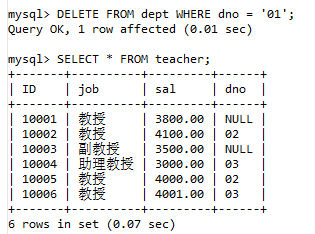 mysql> DELETE FROM dept WHERE dno = '01';
Query OK, 1 row affected (0.01 sec)
mysql> SELECT * FROM teacher;
+-------+----------+---------+------+
| ID    | job      | sal     | dno  |
+-------+----------+---------+------+
| 10001 | 教授     | 3800.00 | NULL |
| 10002 | 教授     | 4100.00 | 02   |
| 10003 | 副教授   | 3500.00 | NULL |
| 10004 | 助理教授 | 3000.00 | 03   |
| 10005 | 教授     | 4000.00 | 02   |
| 10006 | 教授     | 4001.00 | 03   |
+-------+----------+---------+------+
6 rows in set (0.07 sec)